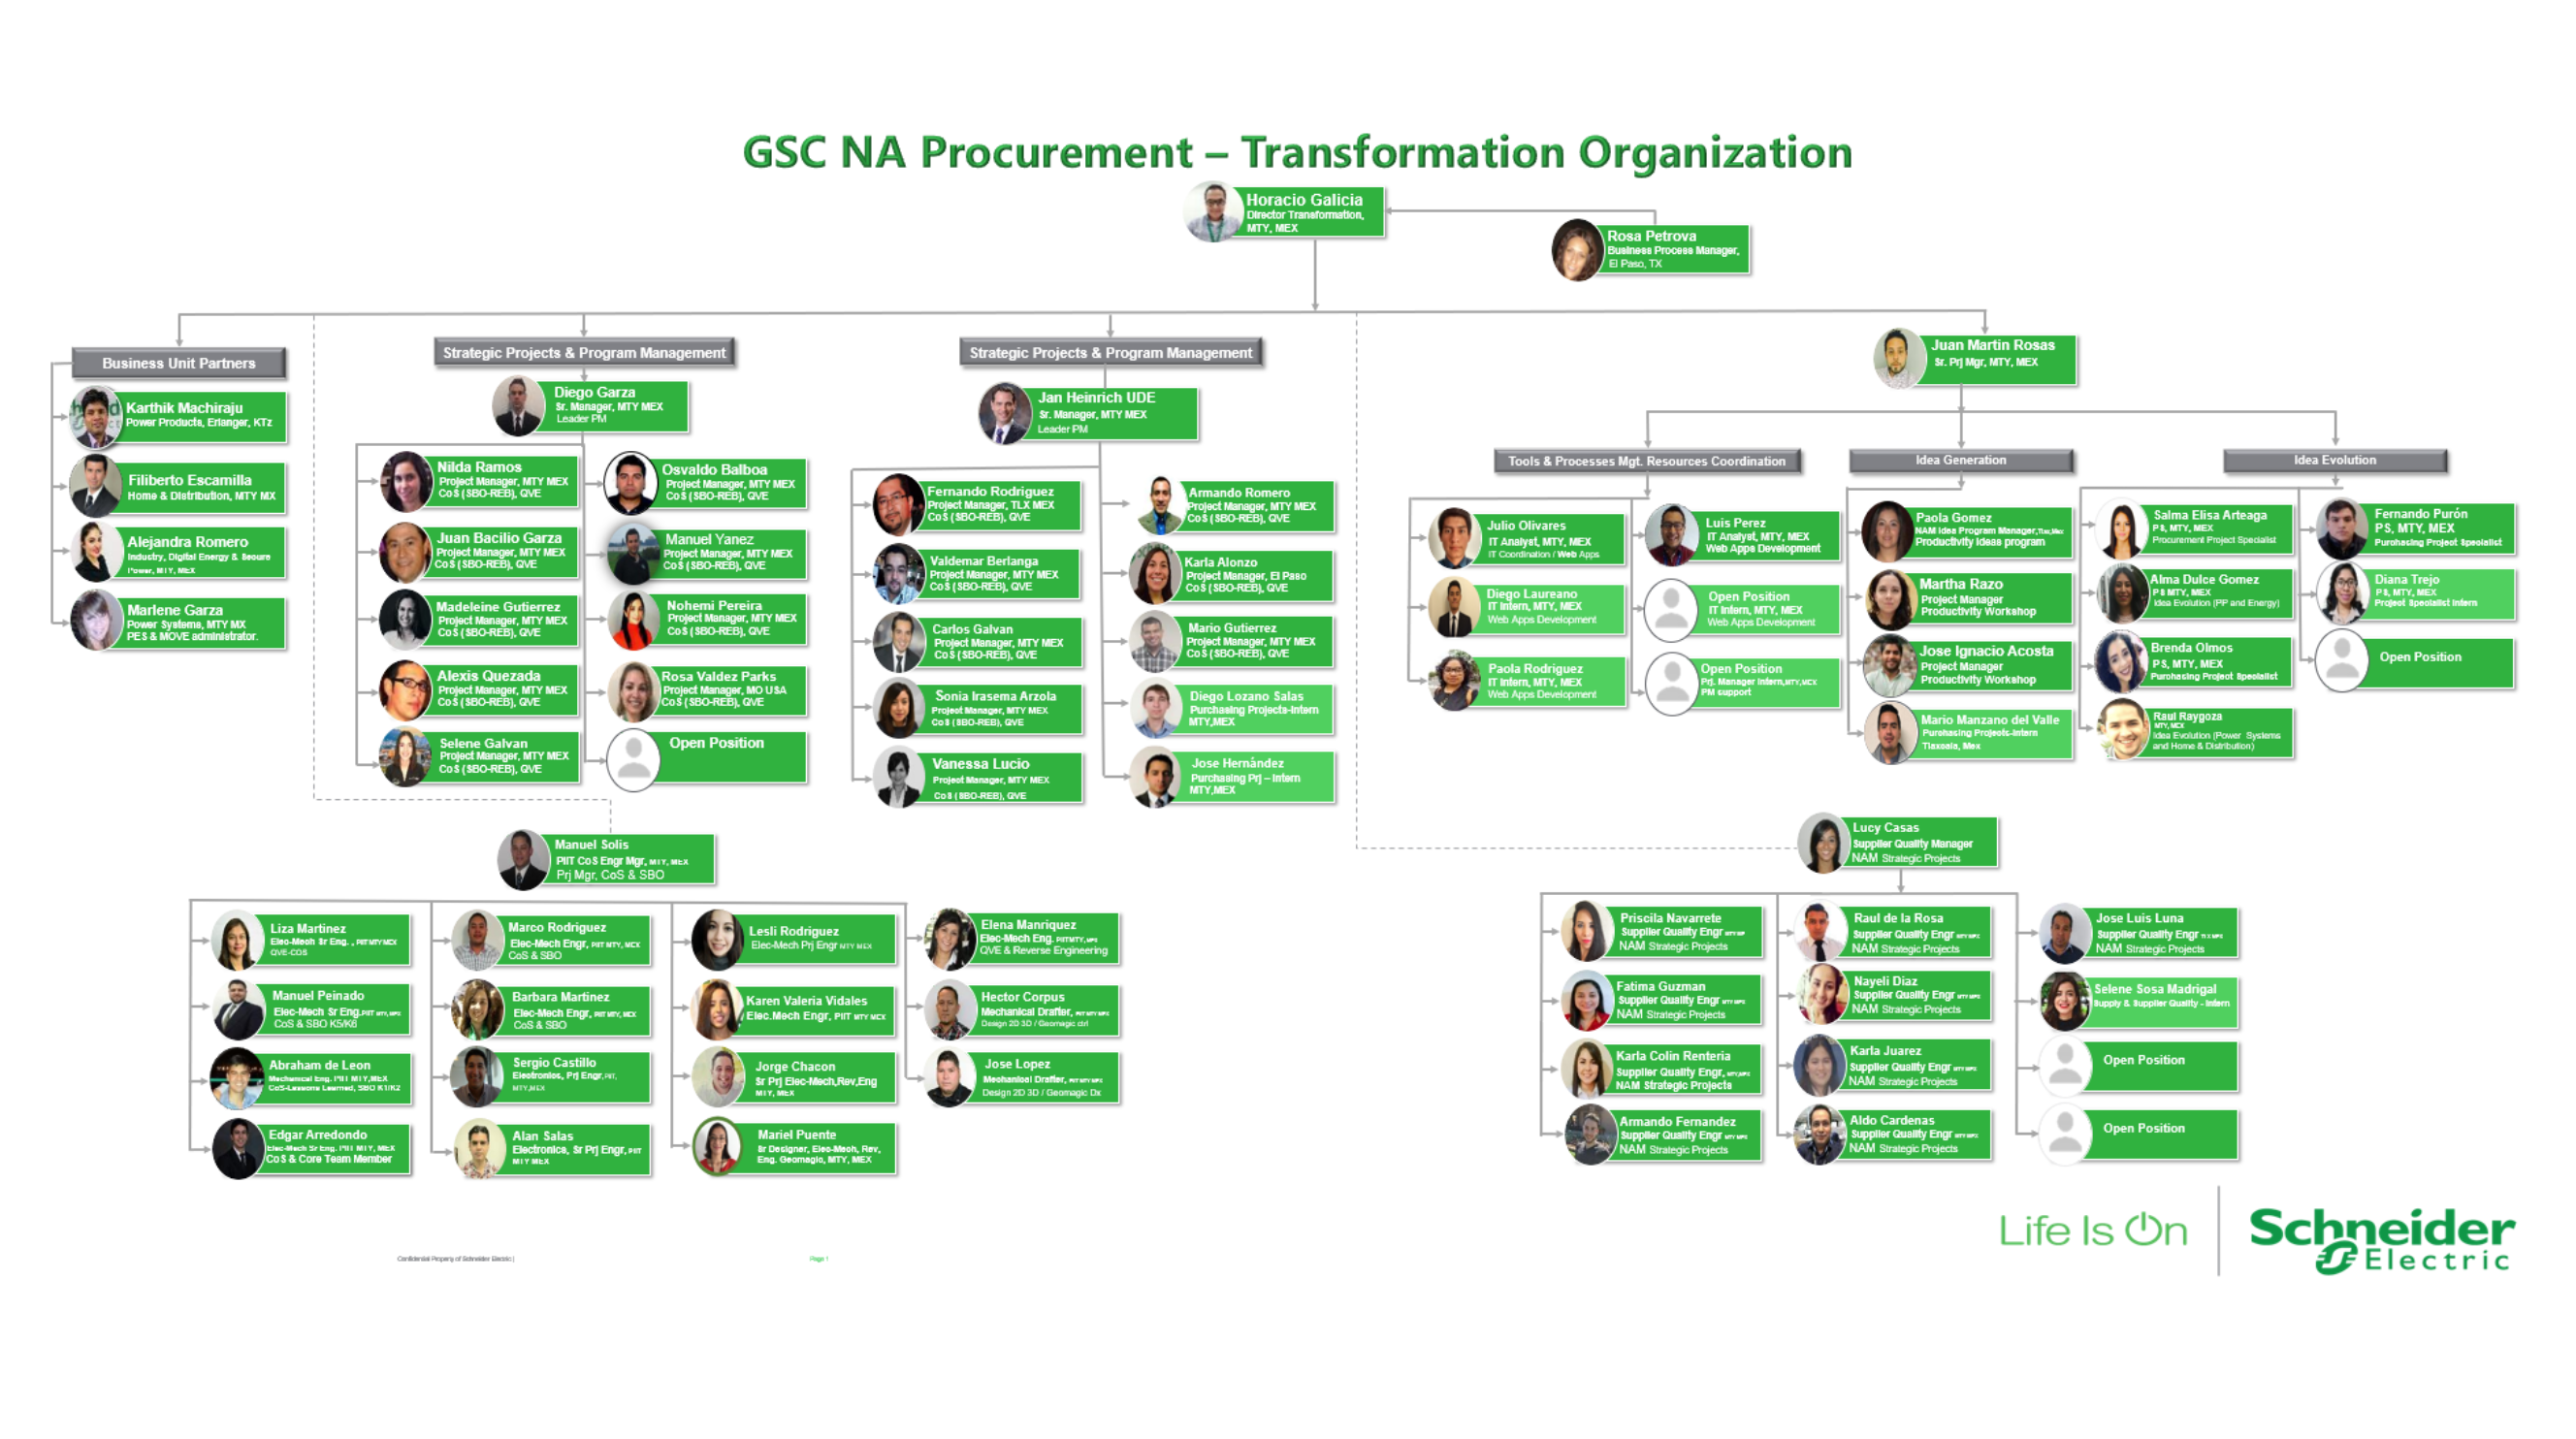 GSC NA Procurement – Transformation Organization
Horacio Galicia
Director Transformation,
MTY, MEX
Rosa Petrova
Business Process Manager,
El Paso, TX
Business Unit Partners
Karthik Machiraju
Power Products, Erlanger, KTz
Filiberto Escamilla
Home & Distribution, MTY MX
Alejandra Romero
Industry, Digital Energy & Secure
Power, MTY, MEX
Marlene Garza
Power Systems, MTY MX
PES & MOVE administrator.
Strategic Projects & Program Management
Diego Garza
Sr. Manager, MTY MEX
Leader PM
Nilda Ramos
Project Manager, MTY MEX
CoS (SBO-REB), QVE
Juan Bacilio Garza
Project Manager, MTY MEX
CoS (SBO-REB), QVE
Madeleine Gutierrez
Project Manager, MTY MEX
CoS (SBO-REB), QVE
Alexis Quezada
Project Manager, MTY MEX
CoS (SBO-REB), QVE
Selene Galvan
Project Manager, MTY MEX
CoS (SBO-REB), QVE
Osvaldo Balboa
Project Manager, MTY MEX
CoS (SBO-REB), QVE
Manuel Yanez
Project Manager, MTY MEX
CoS (SBO-REB), QVE
Nohemi Pereira
Project Manager, MTY MEX
CoS (SBO-REB), QVE
Rosa Valdez Parks
Project Manager, MO USA
CoS (SBO-REB), QVE
Open Position
Strategic Projects & Program Management
Jan Heinrich UDE
Sr. Manager, MTY MEX
Leader PM
Fernando Rodriguez
Project Manager, TLX MEX
CoS (SBO-REB), QVE
Valdemar Berlanga
Project Manager, MTY MEX
CoS (SBO-REB), QVE
Carlos Galvan
Project Manager, MTY MEX
CoS (SBO-REB), QVE
Sonia Irasema Arzola
Project Manager, MTY MEX
CoS (SBO-REB), QVE
Vanessa Lucio
Project Manager, MTY MEX
CoS (SBO-REB), QVE
Armando Romero
Project Manager, MTY MEX
CoS (SBO-REB), QVE
Karla Alonzo
Project Manager, El Paso
CoS (SBO-REB), QVE
Mario Gutierrez
Project Manager, MTY MEX
CoS (SBO-REB), QVE
Diego Lozano Salas
Purchasing Projects-Intern
MTY,MEX
Jose Hernández
Purchasing Prj – Intern
MTY,MEX
Juan Martin Rosas
Sr. Prj Mgr, MTY, MEX
Tools & Processes Mgt. Resources Coordination
Julio Olivares
IT Analyst, MTY, MEX
IT Coordination / Web Apps
Diego Laureano
IT Intern, MTY, MEX
Web Apps Development
Paola Rodriguez
IT Intern, MTY, MEX
Web Apps Development
Luis Perez
IT Analyst, MTY, MEX
Web Apps Development
Open Position
IT Intern, MTY, MEX
Web Apps Development
Open Position
Prj. Manager Intern,MTY,MEX
PM support
Idea Generation
Paola Gomez
NAM Idea Program Manager,Tlax,Mex
Productivity Ideas program
Martha Razo
Project Manager
Productivity Workshop
Jose Ignacio Acosta
Project Manager
Productivity Workshop
Mario Manzano del Valle
Purchasing Projects-Intern
Tlaxcala, Mex
Idea Evolution
Salma Elisa Arteaga
PS, MTY, MEX
Procurement Project Specialist
Alma Dulce Gomez
PS MTY, MEX
Idea Evolution (PP and Energy)
Brenda Olmos
PS, MTY, MEX
Purchasing Project Specialist
Raul Raygoza
MTY, MEX
Idea Evolution (Power Systems
and Home & Distribution)
Fernando Purón
PS, MTY, MEX
Purchasing Project Specialist
Diana Trejo
PS, MTY, MEX
Project Specialist Intern
Open Position
Manuel Solis
PIIT CoS Engr Mgr, MTY, MEX
Prj Mgr, CoS & SBO
Liza Martinez
Elec-Mech Sr Eng. , PIIT MTY MEX
QVE-COS
Manuel Peinado
Elec-Mech Sr Eng.PIIT MTY, MEX
CoS & SBO K5/K6
Abraham de Leon
Mechanical Eng. PIIT MTY,MEX
CoS-Lessons Learned, SBO K1/K2
Edgar Arredondo
Elec-Mech Sr Eng. PIIT MTY, MEX
CoS & Core Team Member
Marco Rodriguez
Elec-Mech Engr, PIIT MTY, MEX
CoS & SBO
Barbara Martinez
Elec-Mech Engr, PIIT MTY, MEX
CoS & SBO
Sergio Castillo
Electronics, Prj Engr, PIIT,
MTY,MEX
Alan Salas
Electronics, Sr Prj Engr, PIIT
MTY MEX
Lesli Rodriguez
Elec-Mech Prj Engr MTY MEX
Karen Valeria Vidales
Elec.Mech Engr, PIIT MTY MEX
Jorge Chacon
Sr Prj Elec-Mech,Rev,Eng
MTY, MEX
Mariel Puente
Sr Designer, Elec-Mech, Rev,
Eng. Geomagic, MTY, MEX
Elena Manriquez
Elec-Mech Eng. PIIT MTY, MEX
QVE & Reverse Engineering
Hector Corpus
Mechanical Drafter, PIIT MTY MEX
Design 2D 3D / Geomagic ctrl
Jose Lopez
Mechanical Drafter, PIIT MTY MEX
Design 2D 3D / Geomagic Dx
Lucy Casas
Supplier Quality Manager
NAM Strategic Projects
Priscila Navarrete
Supplier Quality Engr
NAM Strategic Projects
Fatima Guzman
Supplier Quality Engr MTY MEX
NAM Strategic Projects
Karla Colin Renteria
Supplier Quality Engr, MTY,MEX
NAM Strategic Projects
Armando Fernandez
Supplier Quality Engr MTY MEX
NAM Strategic Projects
Raul de la Rosa
Supplier Quality Engr MTY MEX
NAM Strategic Projects
Nayeli Diaz
Supplier Quality Engr MTY MEX
NAM Strategic Projects
Karla Juarez
Supplier Quality Engr MTY MEX
NAM Strategic Projects
Aldo Cardenas
Supplier Quality Engr MTY MEX
NAM Strategic Projects
Jose Luis Luna
Supplier Quality Engr TLX MEX
NAM Strategic Projects
Selene Sosa Madrigal
Supply & Supplier Quality - Intern
Open Position
Open Position
Life Is On
Schneider
Electric
Confidential Property of Schneider Electric |
Page 1